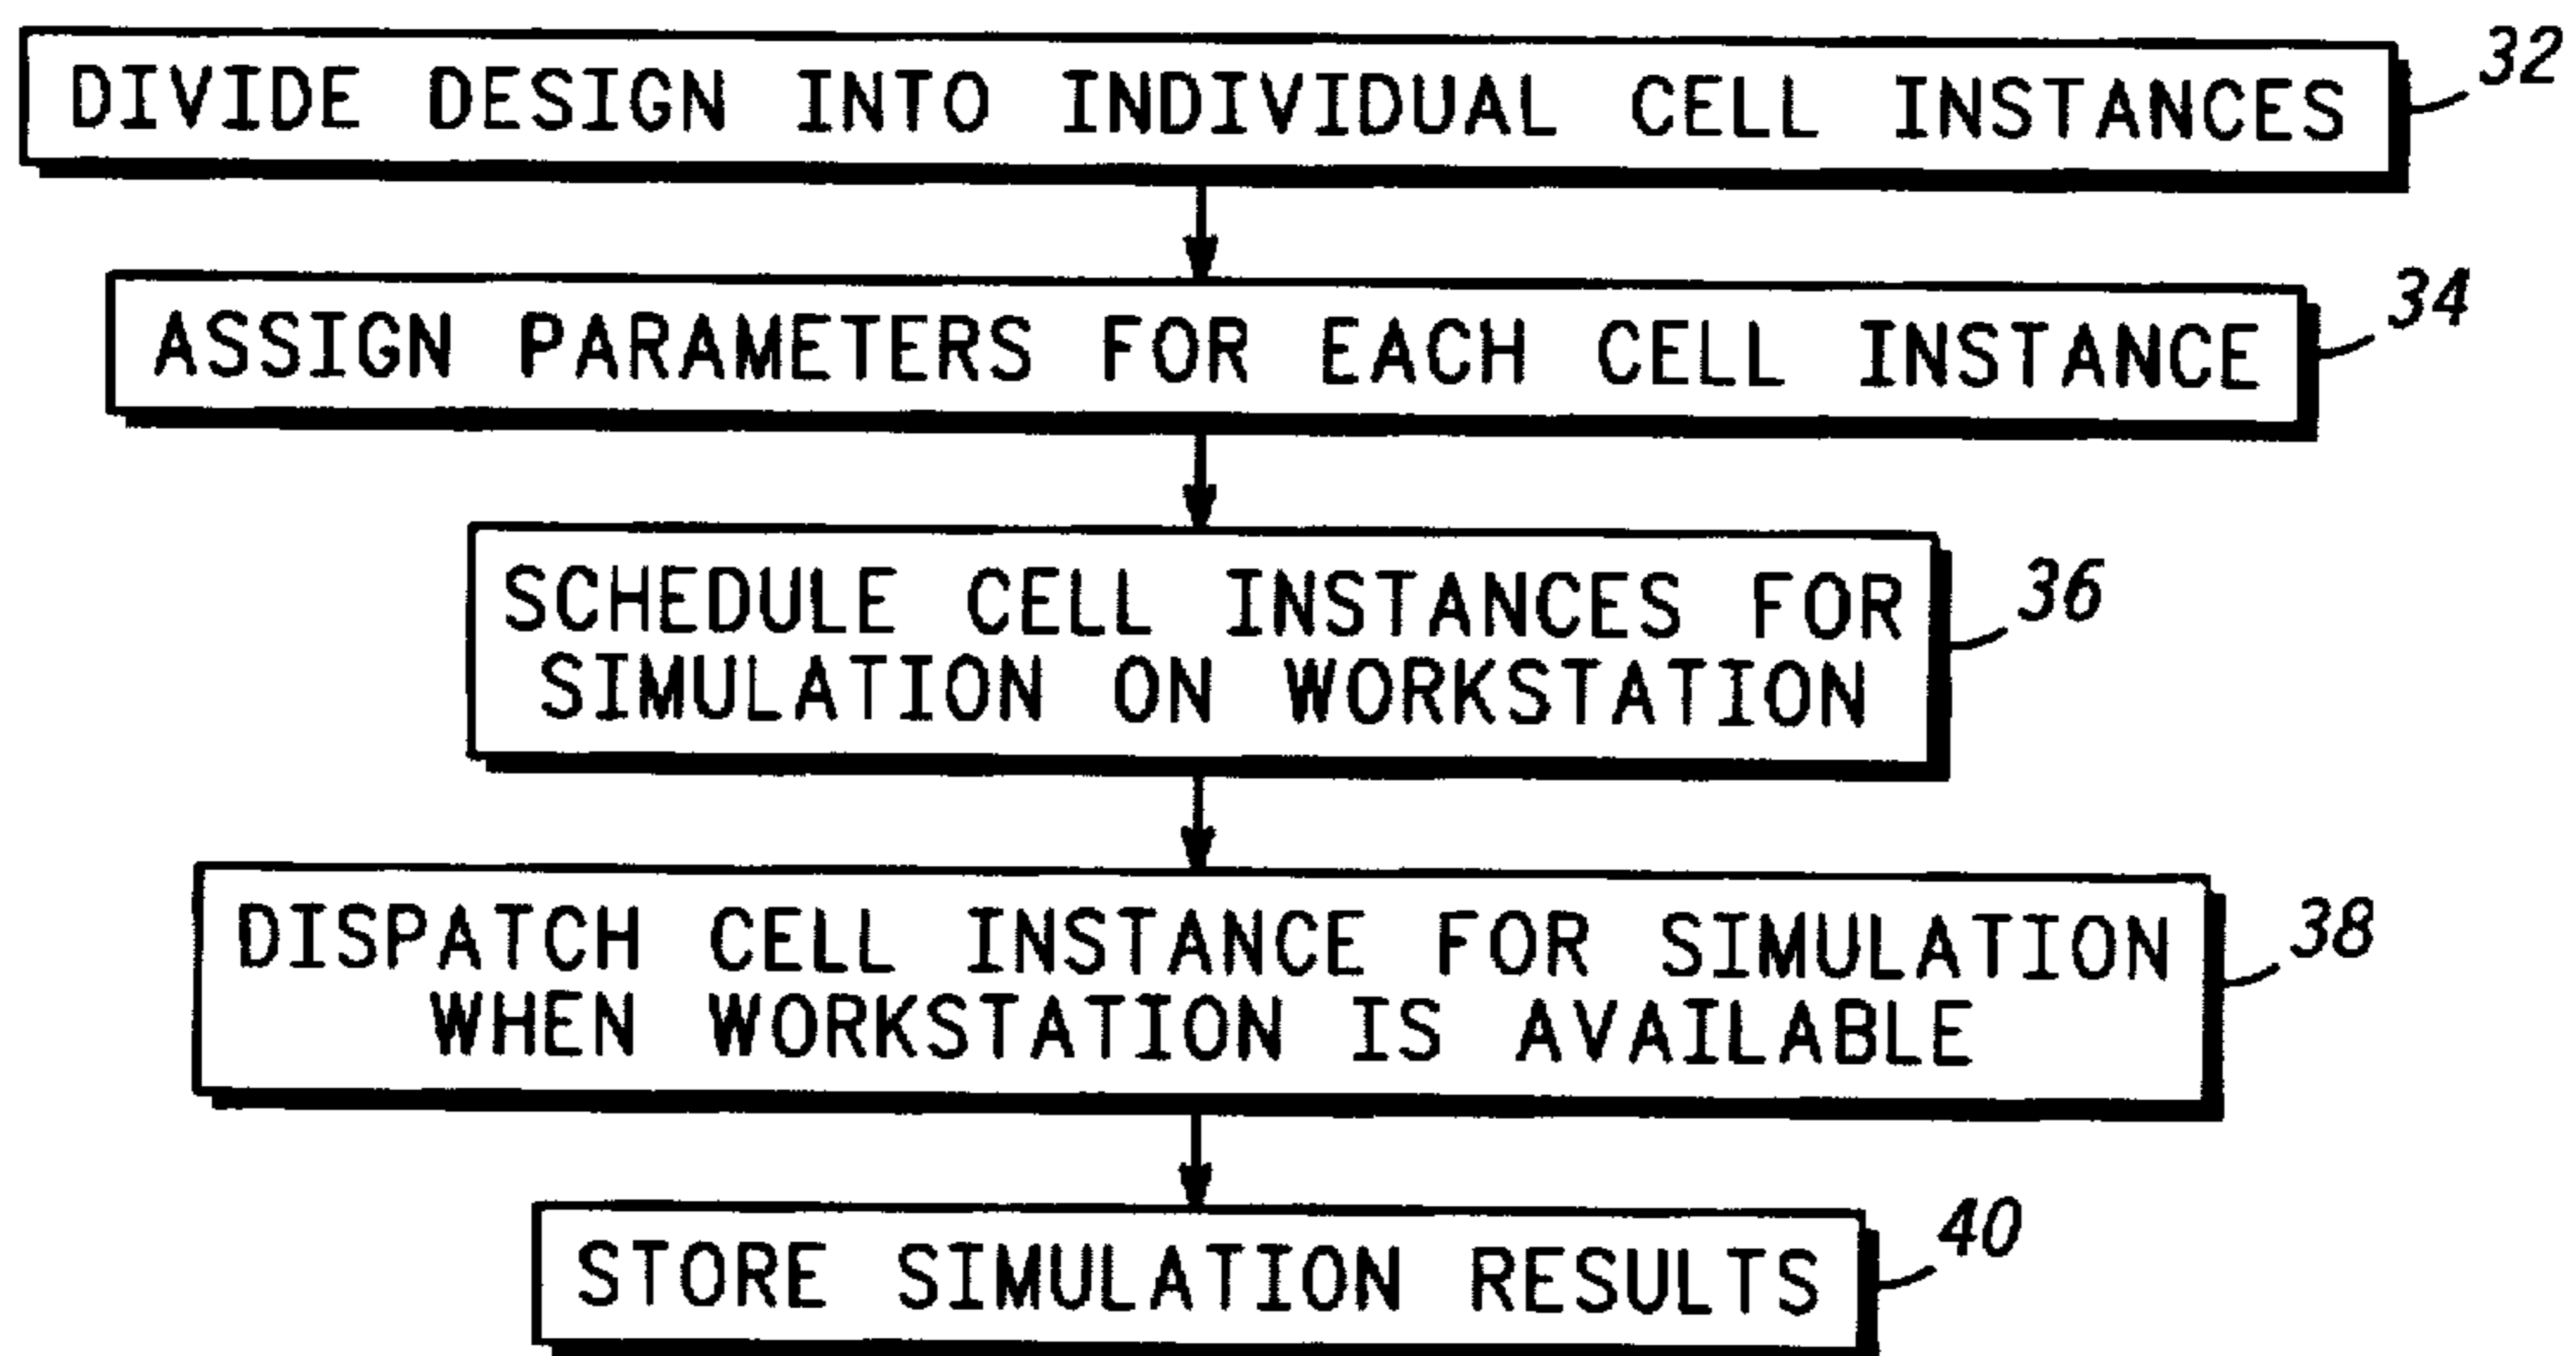 DIVIDE DESIGN INTO INDIVIDUAL CELL INSTANCES 32
ASSIGN PARAMETERS FOR EACH CELL INSTANCE 34
SCHEDULE CELL INSTANCES FOR 36
SIMULATION ON WORKSTATION
DISPATCH CELL INSTANCE FOR SIMULATION 38
WHEN WORKSTATION IS AVAILABLE
STORE SIMULATION RESULTS 40